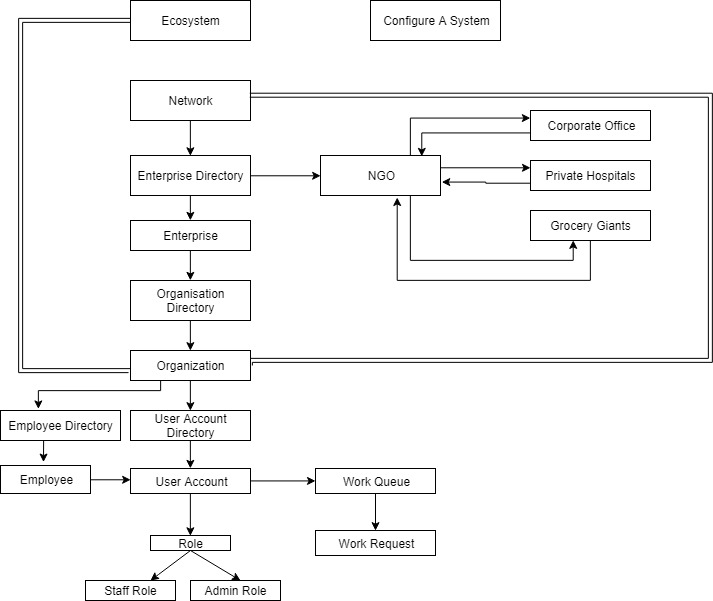 Ecosystem
Configure A System
Network
Corporate Office
Enterprise Directory
NGO
Private Hospitals
Enterprise
Grocery Giants
Organisation
Directory
Organization
Employee Directory
User Account
Directory
Employee
User Account
Work Queue
Role
Work Request
Staff Role
Admin Role